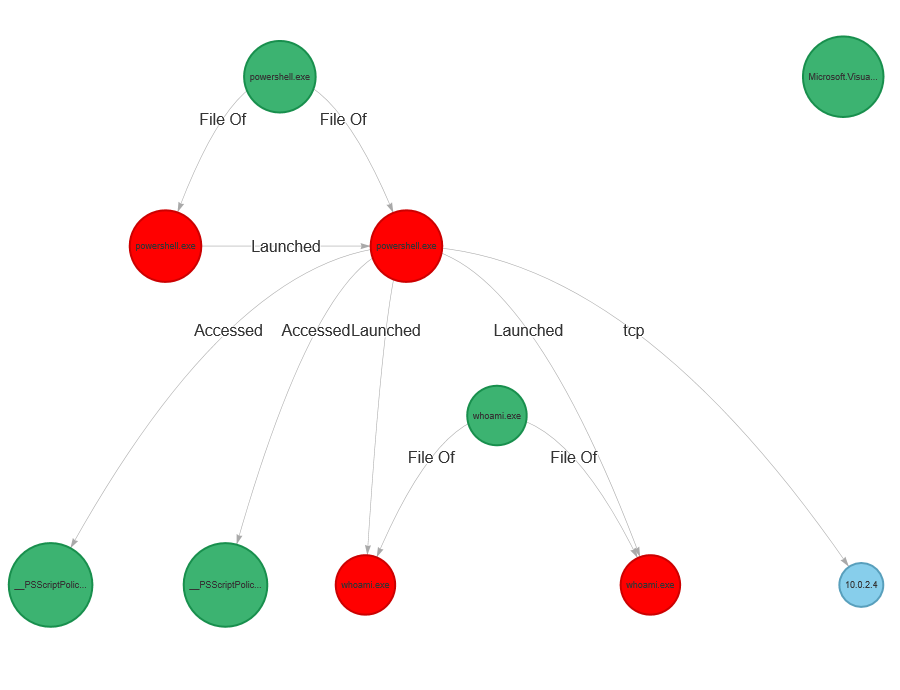 powershell.exe
Microsoft.Visua...
File Of
File Of
powershell.exe
Launched
powershell.exe
Accessed
Accessed
Launched
Launched
tcp
whoami.exe
File Of
File Of
__PSScriptPolic...
__PSScriptPolic...
whoami.exe
whoami.exe
10.0.2.4